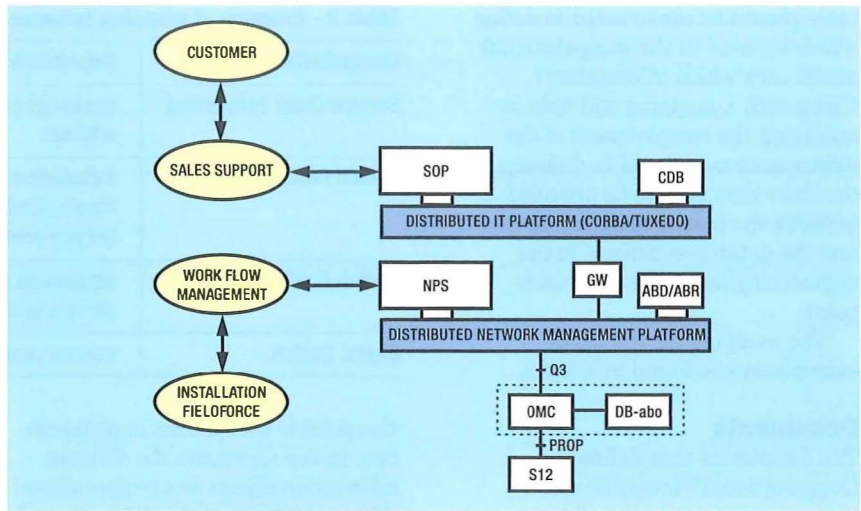 CUSTOMER
SALES SUPPORT
SOP
CDB
DISTRIBUTED IT PLATFORM (CORBA/TUXEDO)
WORK FLOW
MANAGEMENT
NPS
GW
ABD/ABR
DISTRIBUTED NETWORK MANAGEMENT PLATFORM
Q3
INSTALLATION
FIELOFORCE
OMC
DB-abo
PROP
S12